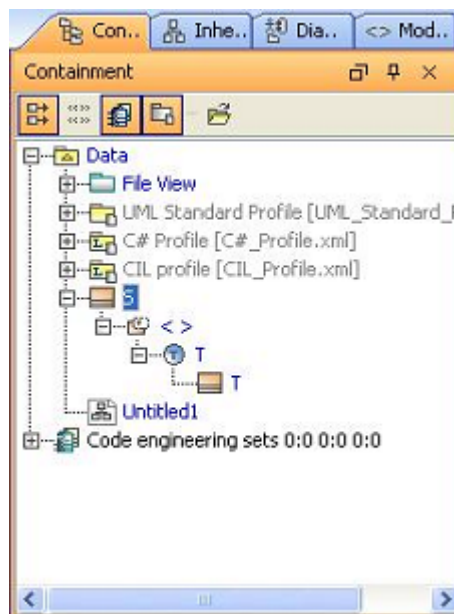 Con.. Inhe.. Dia.. <> Mod..
Containment
Data
File View
UML Standard Profile [UML_Standard_
C# Profile [C#_Profile.xml]
CIL profile [CIL_Profile.xml]
S
< >
T
T
Untitled1
Code engineering sets 0:0 0:0 0:0